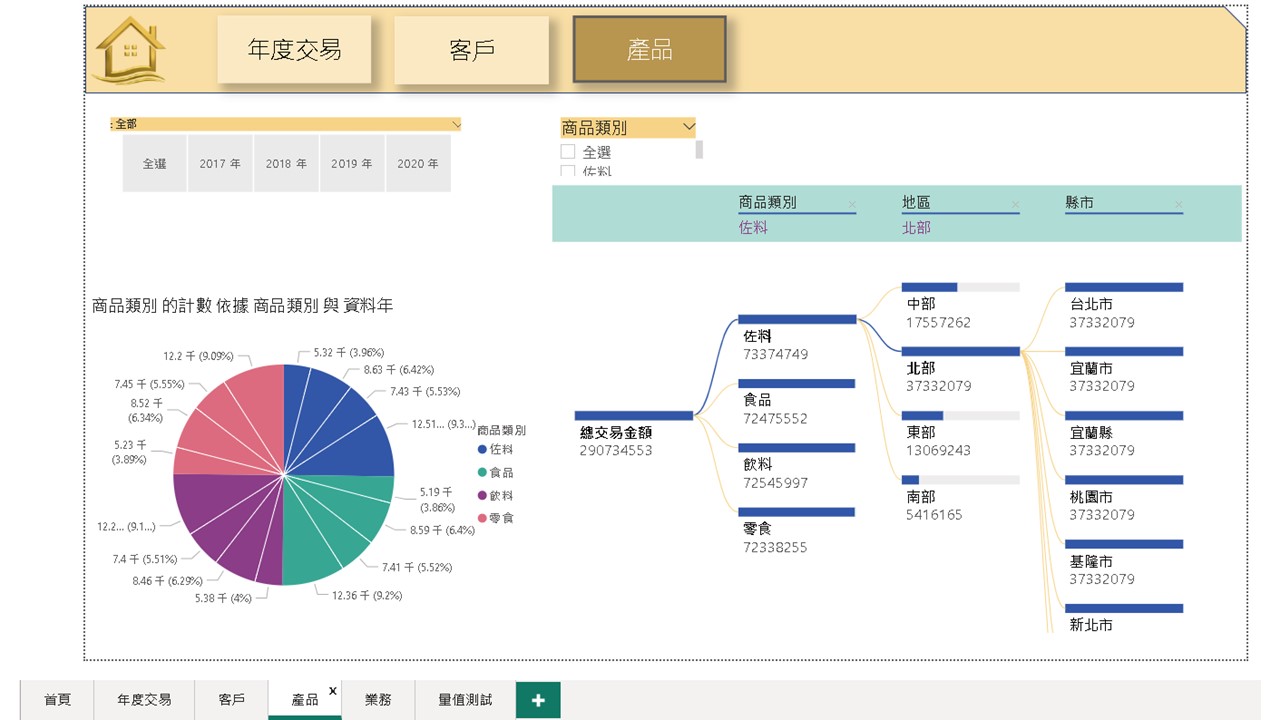 年度交易
客戶
產品
: 全部
全選
2017 年
2018 年
2019 年
2020 年
商品類別
全選
佐料
商品類別
佐料
地區
北部
縣市
商品類別 的計數 依據 商品類別 與 資料年
5.32 千 (3.96%)
8.63 千 (6.42%)
7.43 千 (5.53%)
12.51... (9.3...)
5.19 千
(3.86%)
8.59 千 (6.4%)
7.41 千 (5.52%)
12.36 千 (9.2%)
5.38 千 (4%)
8.46 千 (6.29%)
7.4 千 (5.51%)
12.2... (9.1...)
5.23 千
(3.89%)
8.52 千
(6.34%)
7.45 千 (5.55%)
12.2 千 (9.09%)
商品類別
佐料
食品
飲料
零食
總交易金額
290734553
佐料
73374749
食品
72475552
飲料
72545997
零食
72338255
中部
17557262
北部
37332079
東部
13069243
南部
5416165
台北市
37332079
宜蘭市
37332079
宜蘭縣
37332079
桃園市
37332079
基隆市
37332079
新北市
首頁
年度交易
客戶
產品 x
業務
量值測試
+